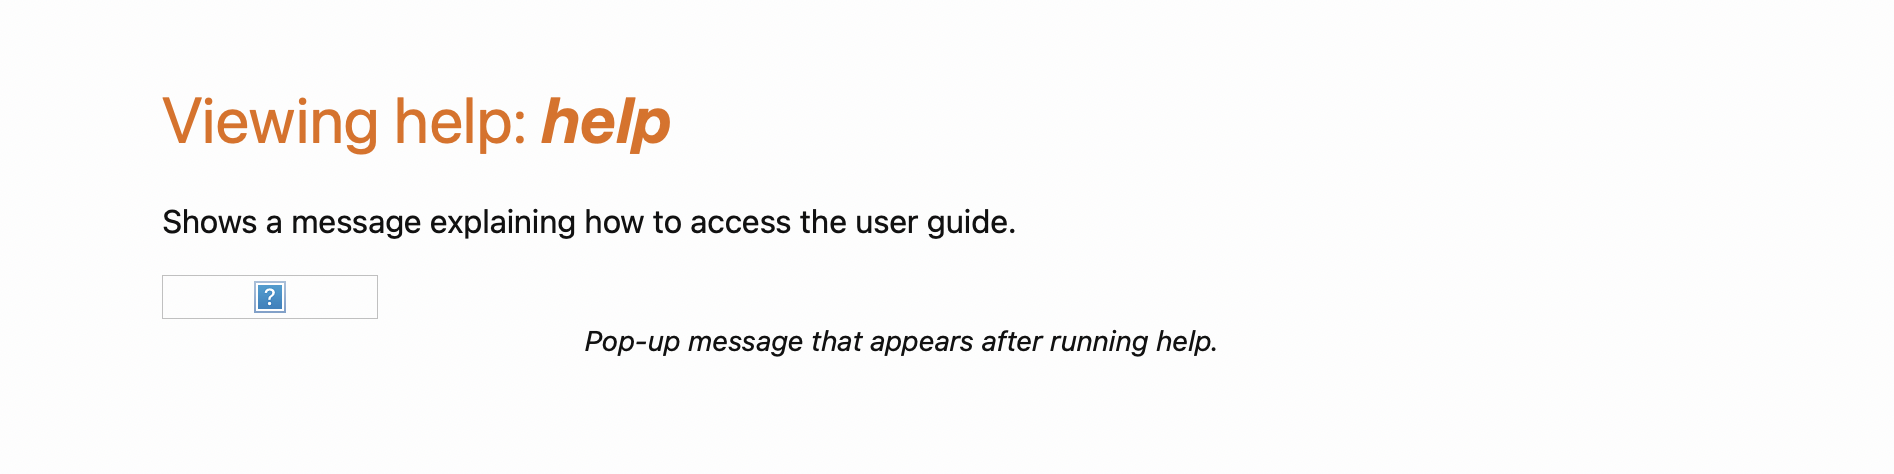 Viewing help: help
Shows a message explaining how to access the user guide.
?
Pop-up message that appears after running help.